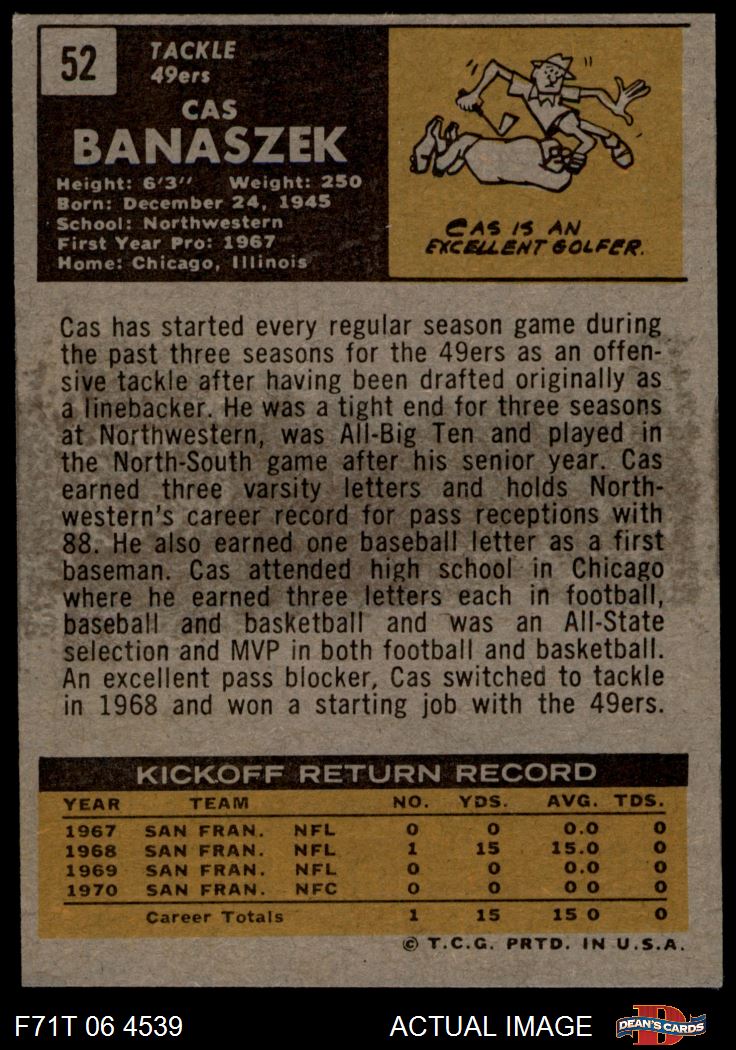 52
TACKLE
49ers
CAS
BANASZEK
Height: 6'3" Weight: 250
Born: December 24, 1945
School: Northwestern
First Year Pro: 1967
Home: Chicago, Illinois
CAS IS AN
EXCELLENT GOLFER.
Cas has started every regular season game during
the past three seasons for the 49ers as an offen-
sive tackle after having been drafted originally as
a linebacker. He was a tight end for three seasons
at Northwestern, was All-Big Ten and played in
the North-South game after his senior year. Cas
earned three varsity letters and holds North-
western's career record for pass receptions with
88. He also earned one baseball letter as a first
baseman. Cas attended high school in Chicago
where he earned three letters each in football,
baseball and basketball and was an All-State
selection and MVP in both football and basketball.
An excellent pass blocker, Cas switched to tackle
in 1968 and won a starting job with the 49ers.
KICKOFF RETURN RECORD
YEAR TEAM NO. YDS. AVG. TDS.
1967 SAN FRAN. NFL 0 0 0.0 0
1968 SAN FRAN. NFL 1 15 15.0 0
1969 SAN FRAN. NFL 0 0 0.0 0
1970 SAN FRAN. NFC 0 0 0 0 0
Career Totals 1 15 15 0 0
© T.C.G. PRTD. IN U.S.A.
F71T 06 4539 ACTUAL IMAGE
D
DEAN'S CARDS